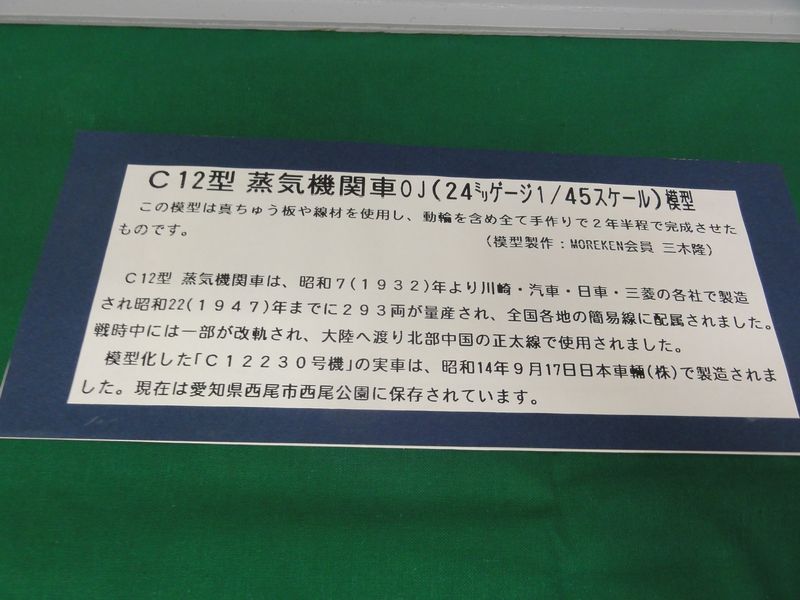 C12型 蒸気機関車OJ(24㍉ゲージ1/45スケール)模型
この模型は真ちゅう板や線材を使用し、動輪を含め全て手作りで2年半程で完成させた
ものです。 (模型製作:MOREKEN会員 三木隆)
C12型 蒸気機関車は、昭和7(1932)年より川崎・汽車・日車・三菱の各社で製造
され昭和22(1947)年までに293両が量産され、全国各地の簡易線に配属されました。
戦時中には一部が改軌され、大陸へ渡り北部中国の正太線で使用されました。
模型化した「C12230号機」の実車は、昭和14年9月17日日本車輛(株)で製造されま
した。現在は愛知県西尾市西尾公園に保存されています。